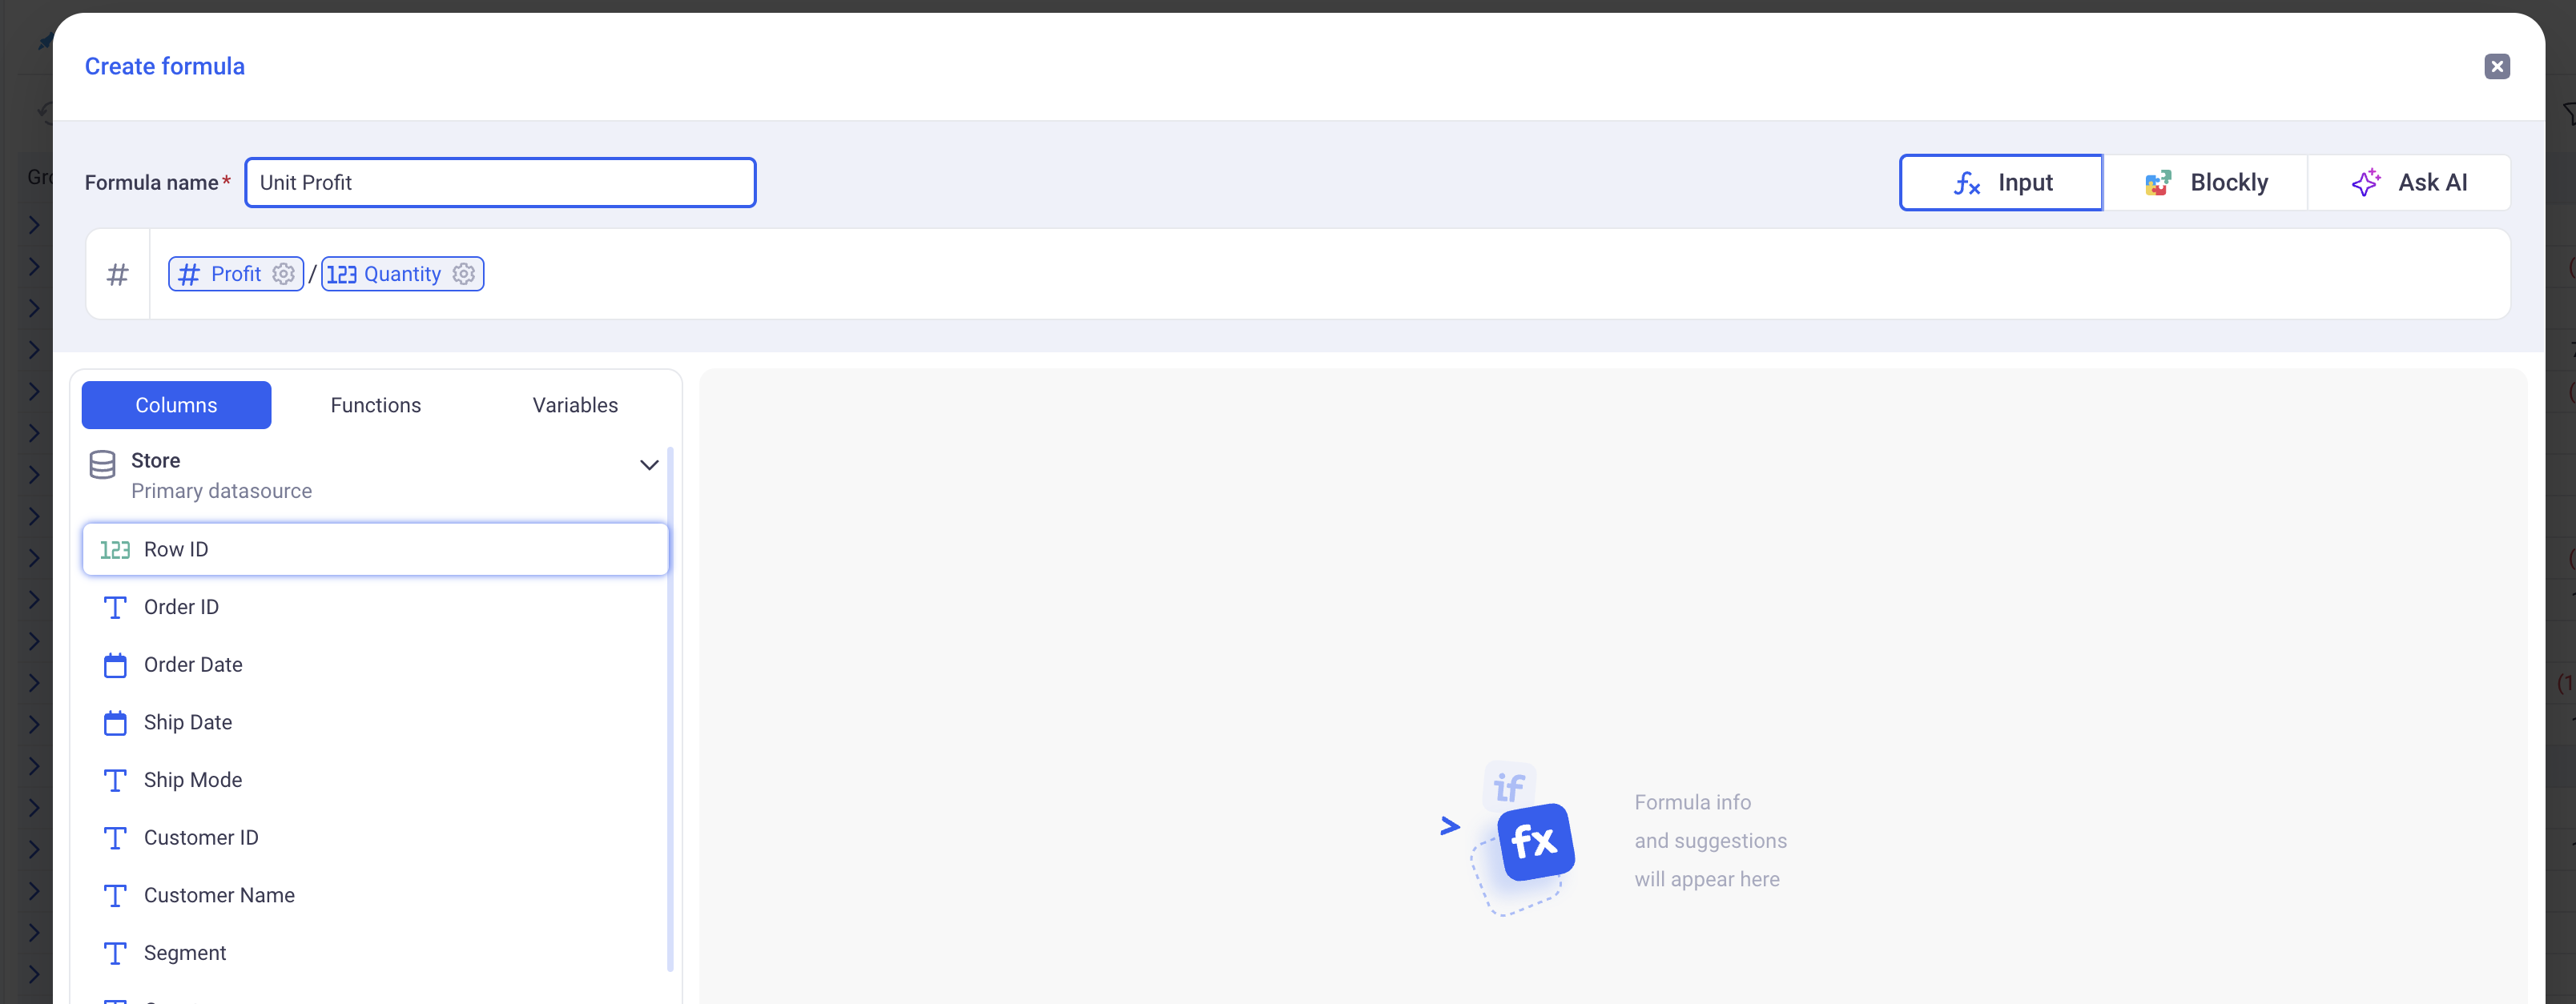 Create formula
Formula name*
Unit Profit
Input
Blockly
Ask AI
# Profit / 123 Quantity
Columns
Functions
Variables
Store
Primary datasource
123 Row ID
Order ID
Order Date
Ship Date
Ship Mode
Customer ID
Customer Name
Segment
if
fx
Formula info
and suggestions
will appear here